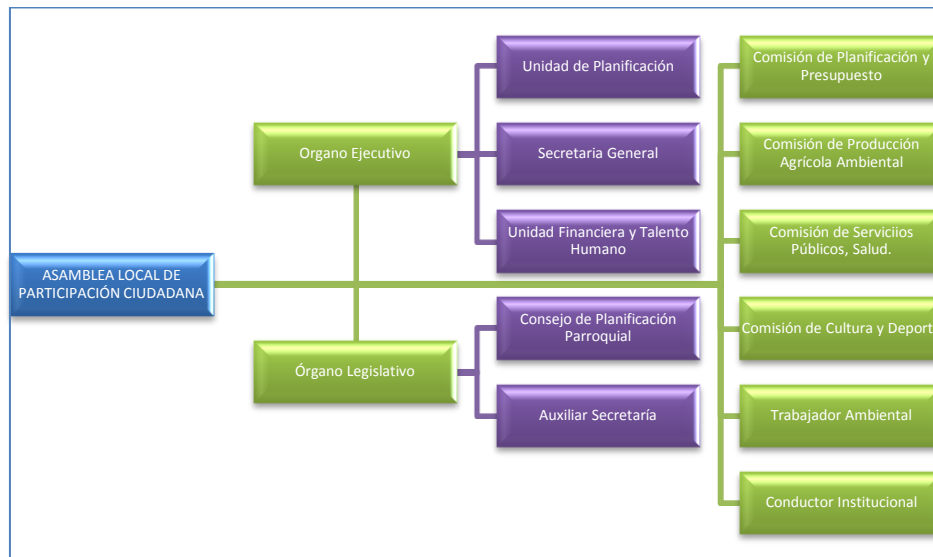 Unidad de Planificación
Comisión de Planificación y
Presupuesto
Organo Ejecutivo
Secretaria General
Comisión de Producción
Agrícola Ambiental
Unidad Financiera y Talento
Humano
Comisión de Serviciios
Públicos, Salud.
ASAMBLEA LOCAL DE
PARTICIPACIÓN CIUDADANA
Consejo de Planificación
Parroquial
Comisión de Cultura y Deport
Órgano Legislativo
Auxiliar Secretaría
Trabajador Ambiental
Conductor Institucional